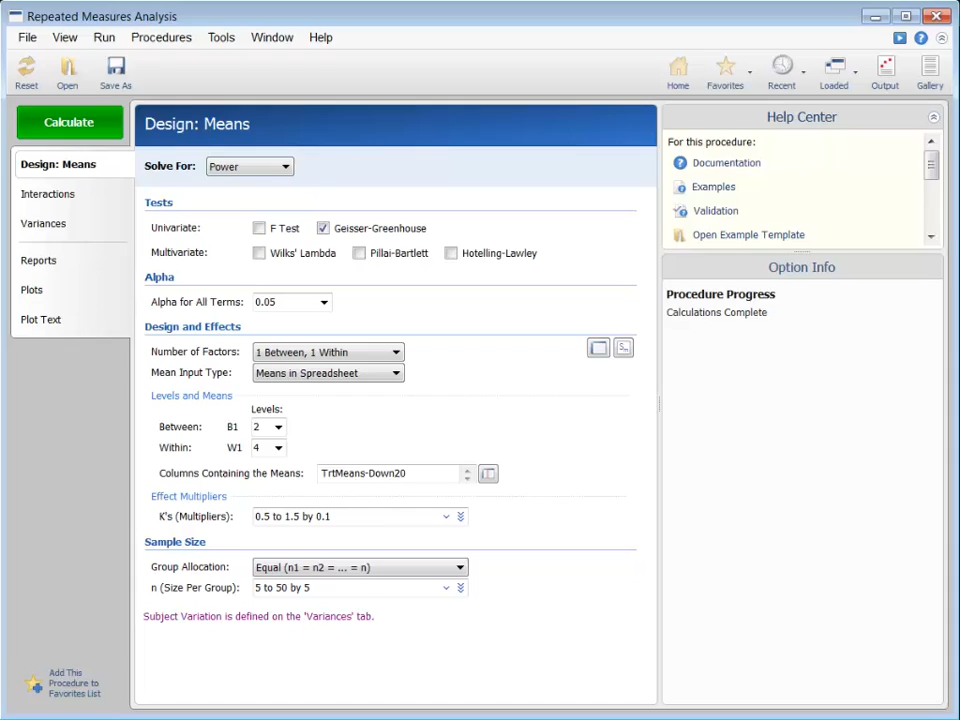 Repeated Measures Analysis
File View Run Procedures Tools Window Help
Reset Open Save As Home Favorites Recent Loaded Output Gallery
Calculate
Design: Means
Interactions
Variances
Reports
Plots
Plot Text
Add This
Procedure to
Favorites List
Design: Means
Solve For: Power
Tests
Univariate: F Test Geisser-Greenhouse
Multivariate: Wilks' Lambda Pillai-Bartlett Hotelling-Lawley
Alpha
Alpha for All Terms: 0.05
Design and Effects
Number of Factors: 1 Between, 1 Within
Mean Input Type: Means in Spreadsheet
Levels and Means
Levels:
Between: B1 2
Within: W1 4
Columns Containing the Means: TrtMeans-Down20
Effect Multipliers
K's (Multipliers): 0.5 to 1.5 by 0.1
Sample Size
Group Allocation: Equal (n1 = n2 = ... = n)
n (Size Per Group): 5 to 50 by 5
Subject Variation is defined on the 'Variances' tab.
Help Center
For this procedure:
Documentation
Examples
Validation
Open Example Template
Option Info
Procedure Progress
Calculations Complete